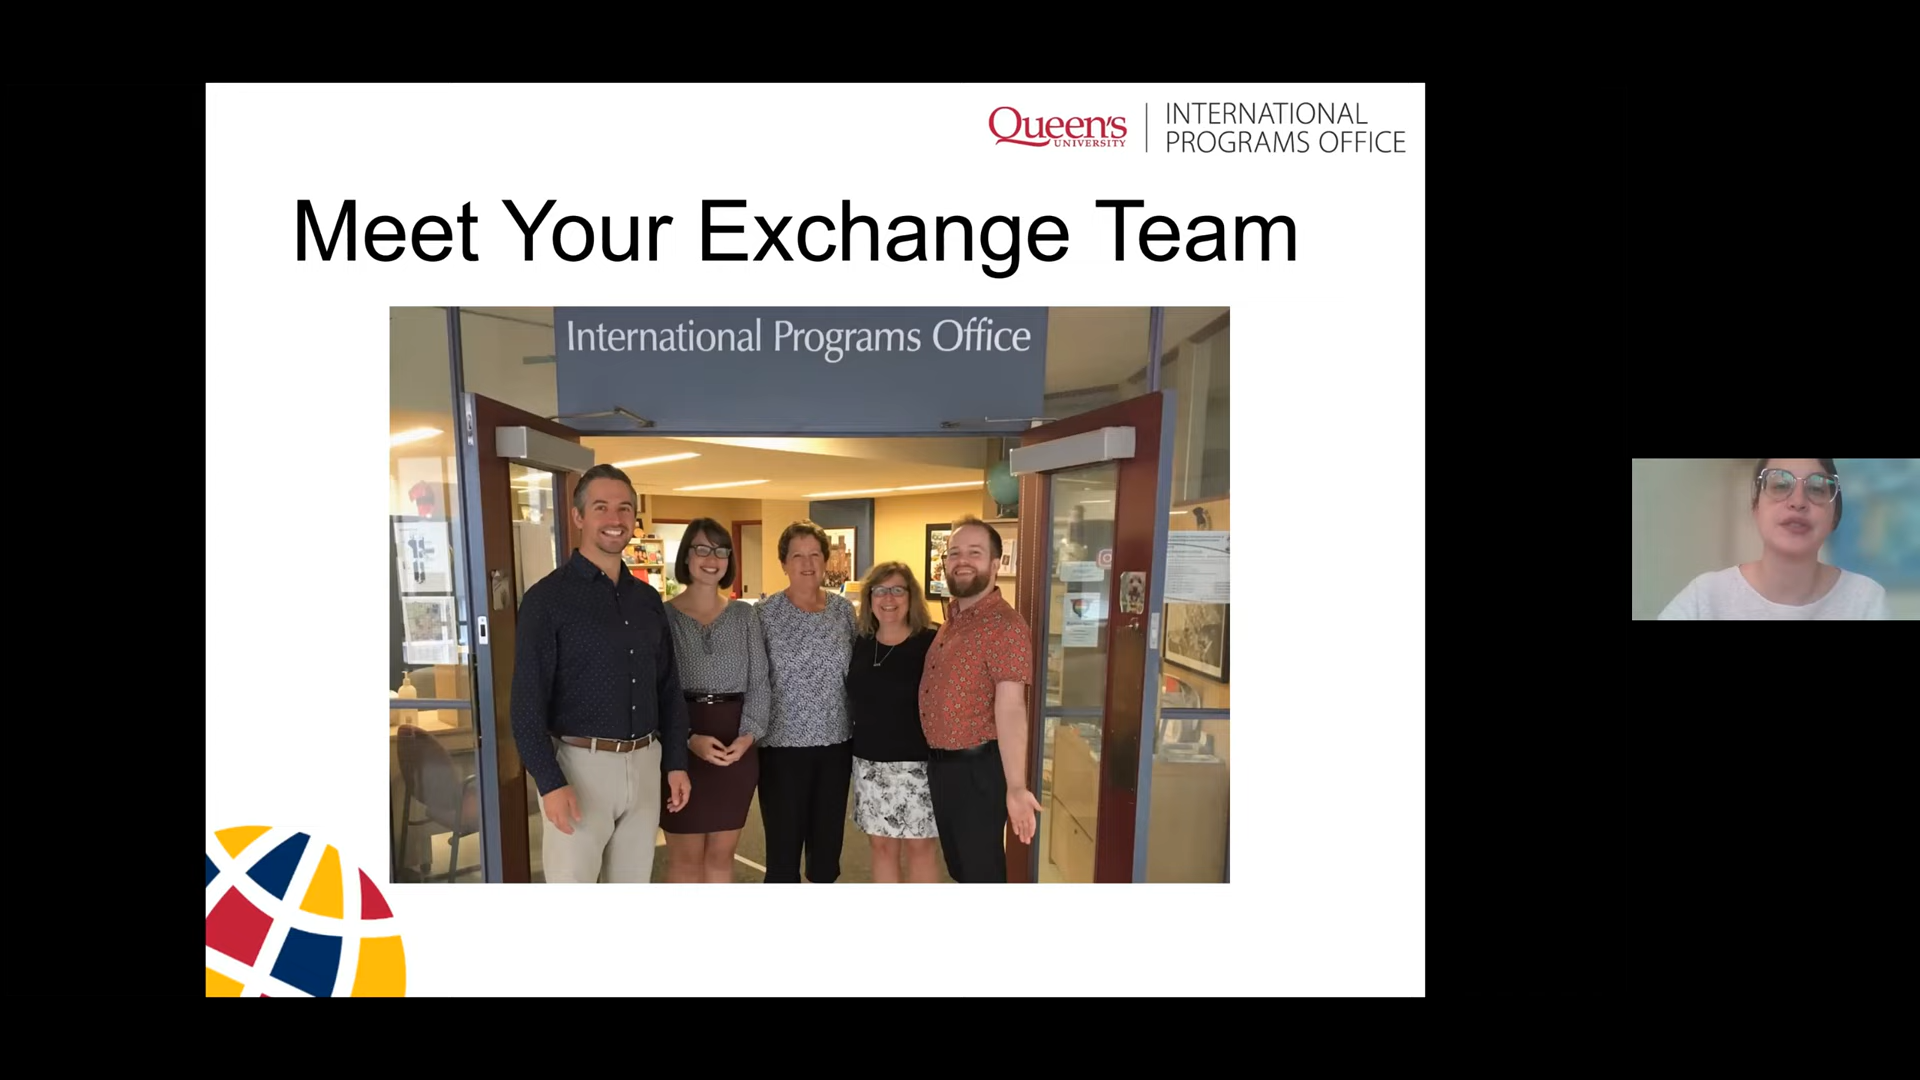 Queen's
UNIVERSITY
INTERNATIONAL
PROGRAMS OFFICE
Meet Your Exchange Team
International Programs Office